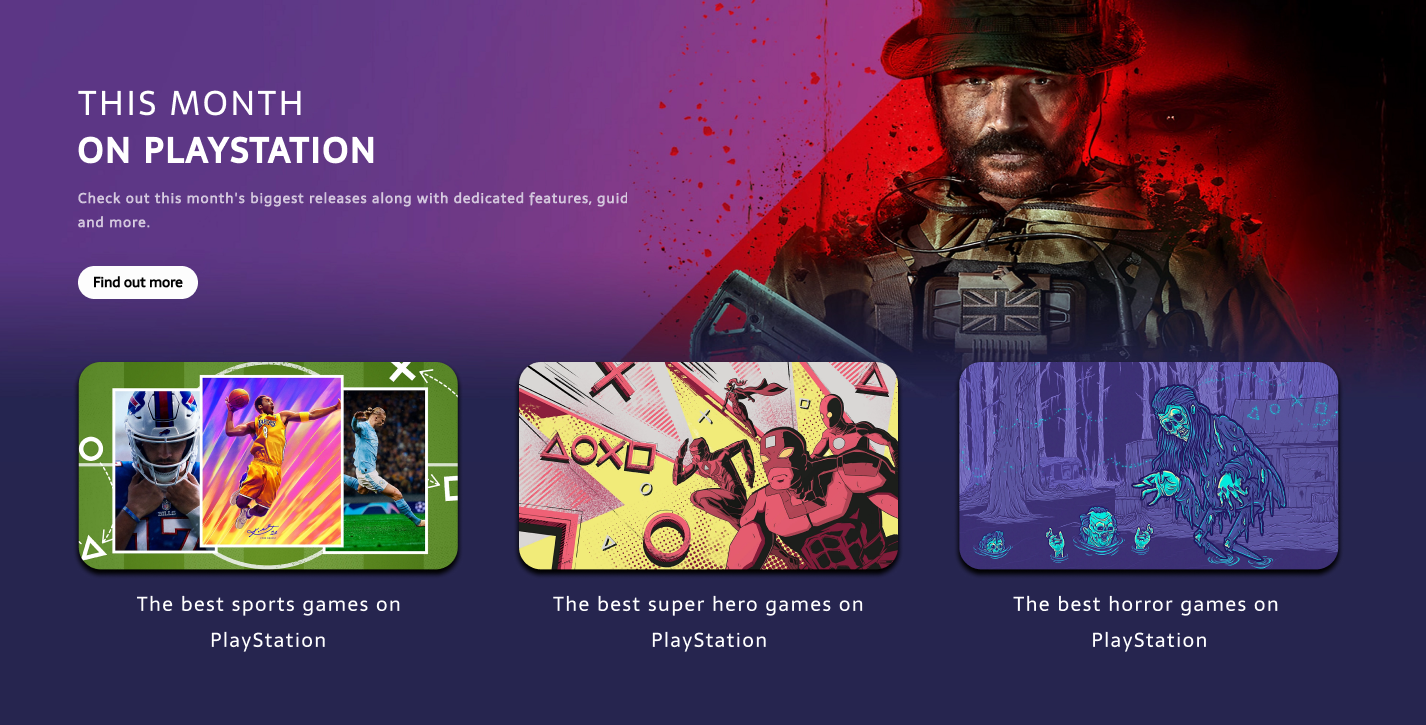 THIS MONTH
ON PLAYSTATION
Check out this month's biggest releases along with dedicated features, guid
and more.
Find out more
The best sports games on
PlayStation
The best super hero games on
PlayStation
The best horror games on
PlayStation